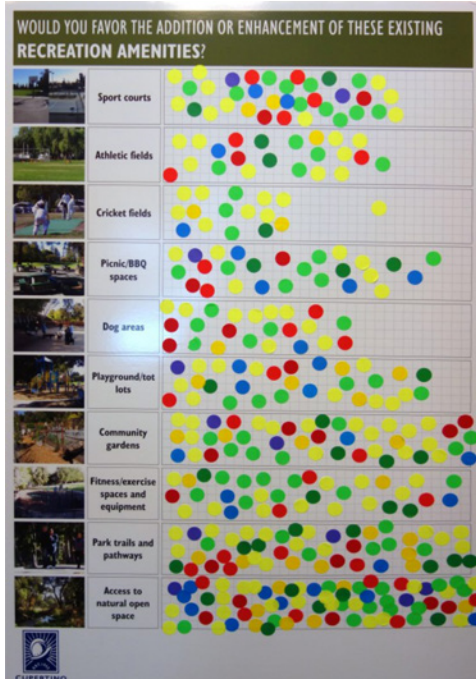 WOULD YOU FAVOR THE ADDITION OR ENHANCEMENT OF THESE EXISTING
RECREATION AMENITIES?
Sport courts
Athletic fields
Cricket fields
Picnic/BBQ
spaces
Dog areas
Playground/tot
lots
Community
gardens
Fitness/exercise
spaces and
equipment
Park trails and
pathways
Access to
natural open
space
CUPERTINO